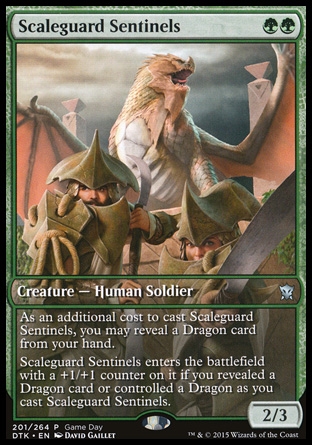 Scaleguard Sentinels
Creature — Human Soldier
As an additional cost to cast Scaleguard
Sentinels, you may reveal a Dragon card
from your hand.
Scaleguard Sentinels enters the battlefield
with a +1/+1 counter on it if you revealed a
Dragon card or controlled a Dragon as you
cast Scaleguard Sentinels.
2/3
201/264 P Game Day
DTK • EN DAVID GAILLET
™ & © 2015 Wizards of the Coast